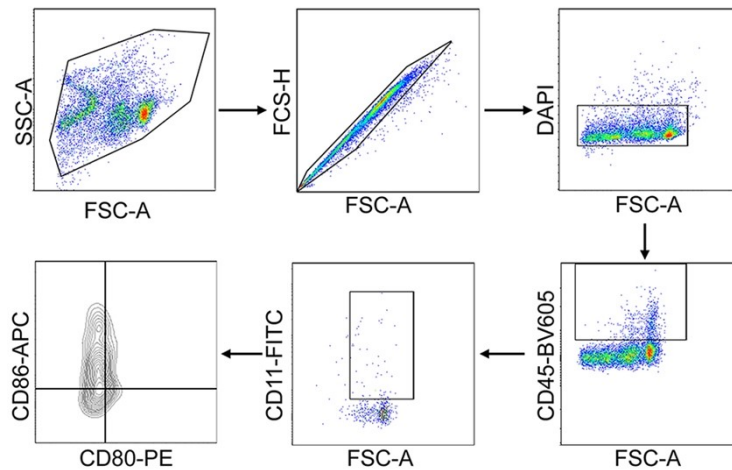 SSC-A
FSC-A
FCS-H
FSC-A
DAPI
FSC-A
CD86-APC
CD80-PE
CD11-FITC
FSC-A
CD45-BV605
FSC-A